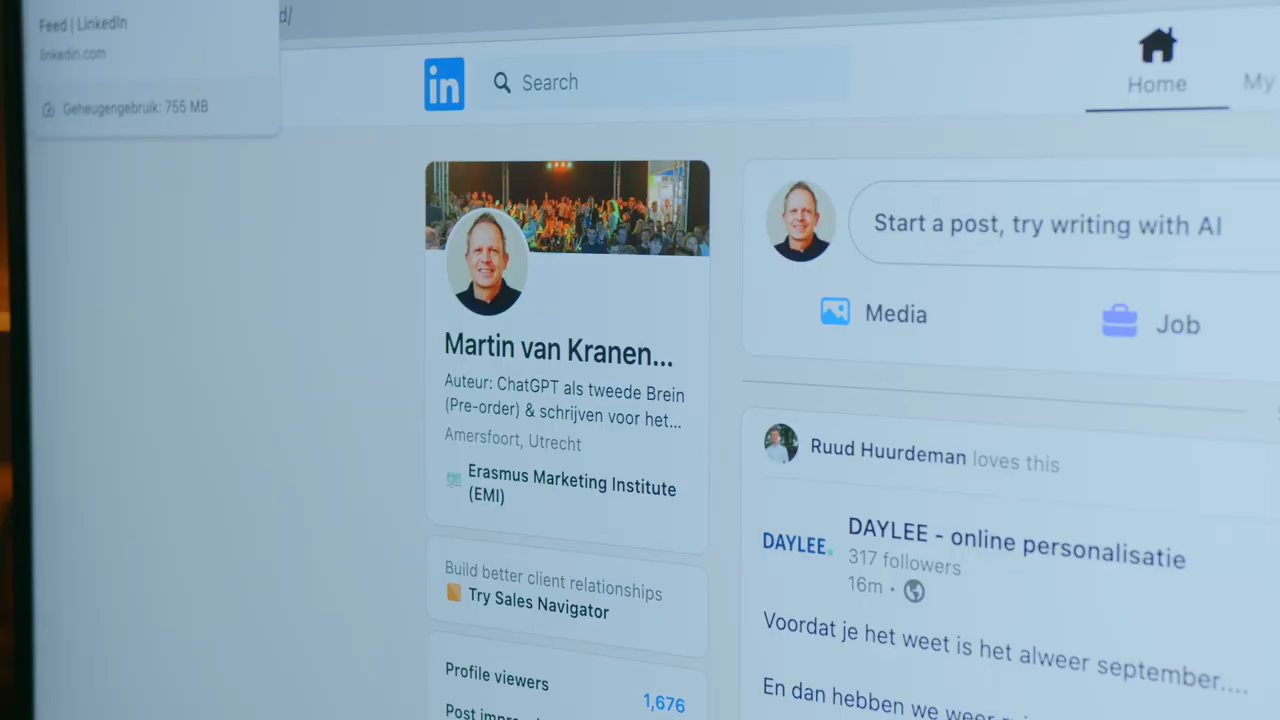 d/
Feed | LinkedIn
linkedin.com
Geheugengebruik: 755 MB
in
Search
Home
My
Start a post, try writing with AI
Media
Job
Martin van Kranen...
Auteur: ChatGPT als tweede Brein
(Pre-order) & schrijven voor het...
Amersfoort, Utrecht
Erasmus Marketing Institute
(EMI)
Build better client relationships
Try Sales Navigator
Profile viewers
1,676
Post
Ruud Huurdeman loves this
DAYLEE.
DAYLEE - online personalisatie
317 followers
16m •
Voordat je het weet is het alweer september....
En dan hebben we weer